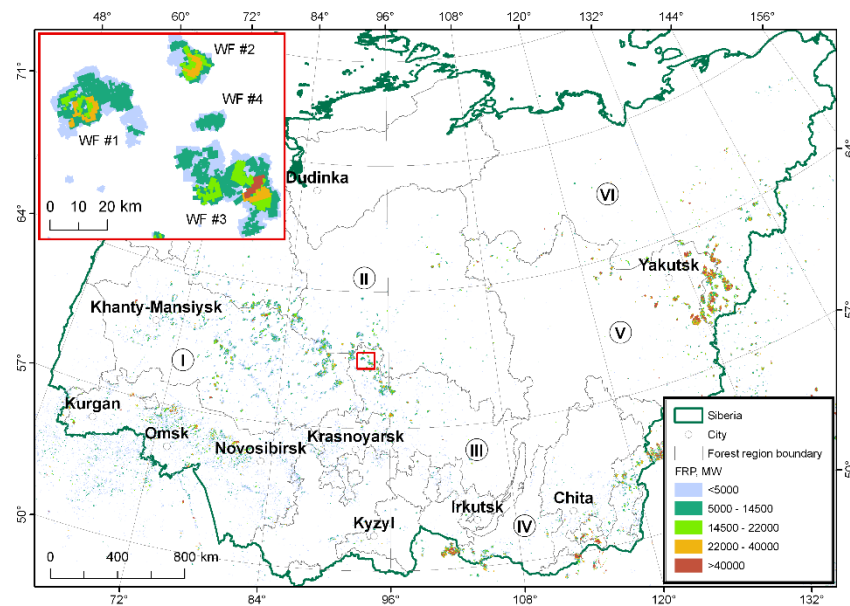 48° 60° 72° 84° 96° 108° 120° 132° 144° 156°
WF #2
WF #4
WF #1
WF #3
0 10 20 km
71°
64°
57°
50°
Dudinka
VI
64°
Yakutsk
II
Khanty-Mansiysk
V
57°
I
Kurgan
Omsk
Novosibirsk
Krasnoyarsk
III
Irkutsk
Chita
IV
Kyzyl
50°
Siberia
City
Forest region boundary
FRP, MW
<5000
5000 - 14500
14500 - 22000
22000 - 40000
>40000
0 400 800 km
72° 84° 96° 108° 120° 132°